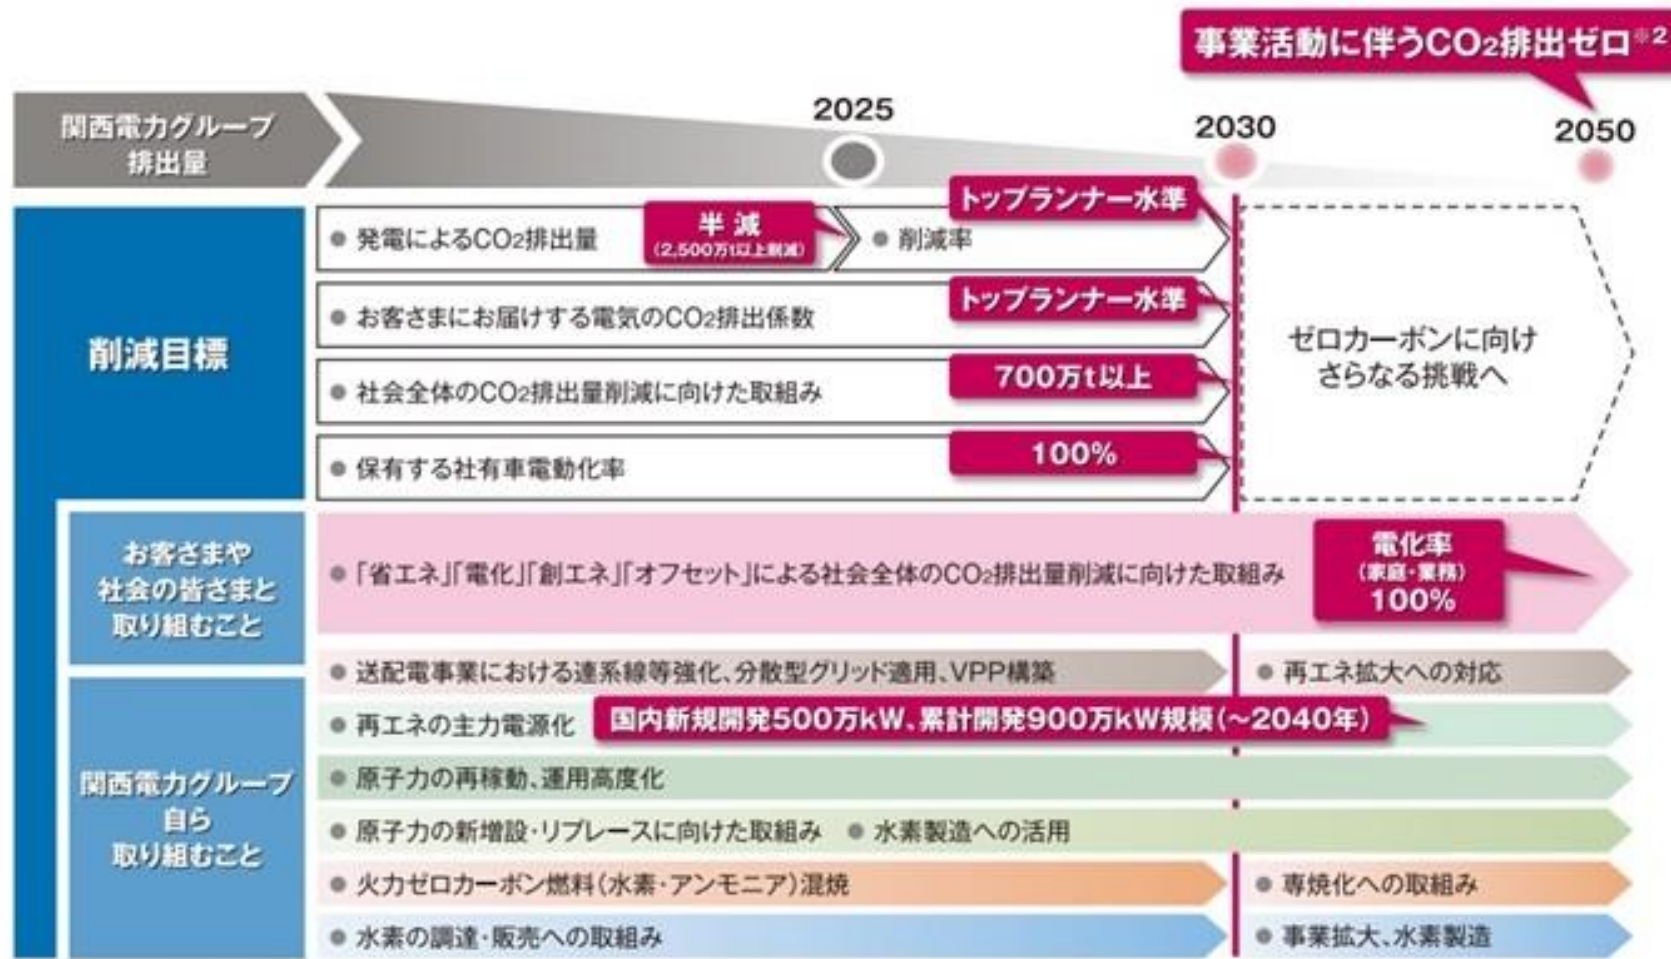 事業活動に伴うCO2排出ゼロ※2
関西電力グループ
排出量
2025
2030
2050
削減目標
● 発電によるCO2排出量
半減
(2,500万t以上削減)
● 削減率
トップランナー水準
● お客さまにお届けする電気のCO2排出係数
トップランナー水準
● 社会全体のCO2排出量削減に向けた取組み
700万t以上
● 保有する社有車電動化率
100%
ゼロカーボンに向け
さらなる挑戦へ
お客さまや
社会の皆さまと
取り組むこと
● 「省エネ」「電化」「創エネ」「オフセット」による社会全体のCO2排出量削減に向けた取組み
電化率
(家庭・業務)
100%
関西電力グループ
自ら
取り組むこと
● 送配電事業における連系線等強化、分散型グリッド適用、VPP構築
● 再エネ拡大への対応
● 再エネの主力電源化
国内新規開発500万kW、累計開発900万kW規模(～2040年)
● 原子力の再稼動、運用高度化
● 原子力の新増設・リプレースに向けた取組み ● 水素製造への活用
● 火力ゼロカーボン燃料(水素・アンモニア)混焼
● 専焼化への取組み
● 水素の調達・販売への取組み
● 事業拡大、水素製造